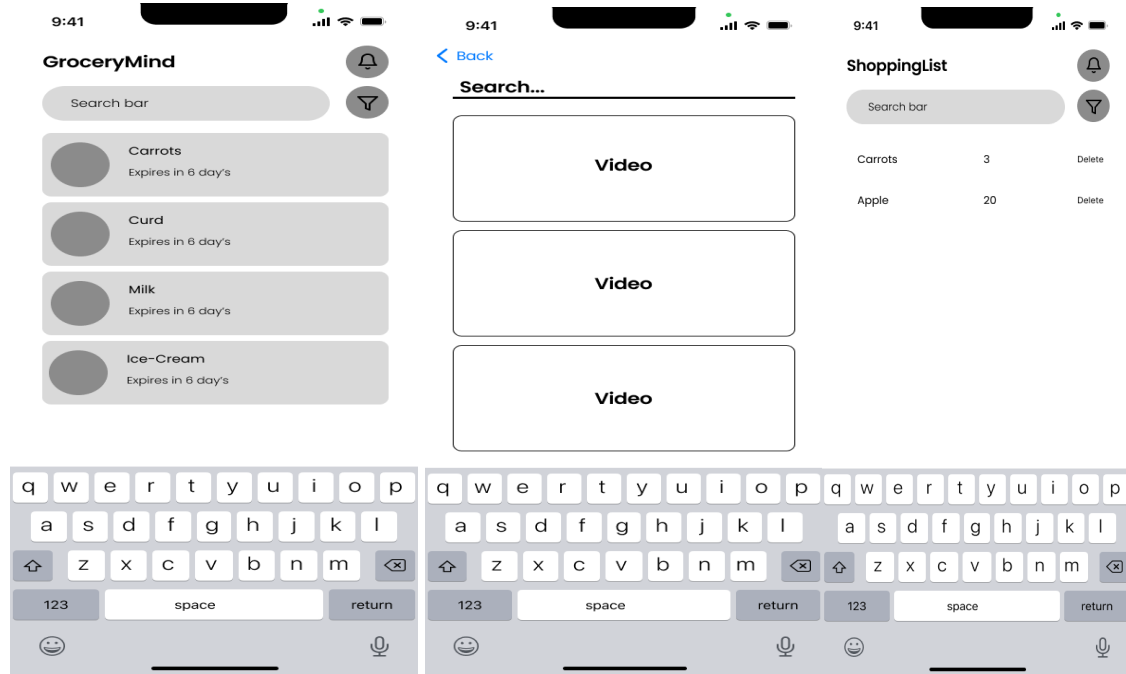 9:41
GroceryMind
Search bar
Carrots
Expires in 6 day's
Curd
Expires in 6 day's
Milk
Expires in 6 day's
Ice-Cream
Expires in 6 day's
q w e r t y u i o p
a s d f g h j k l
z x c v b n m
123 space return
9:41
Back
Search...
Video
Video
Video
q w e r t y u i o p
a s d f g h j k l
z x c v b n m
123 space return
9:41
ShoppingList
Search bar
Carrots 3 Delete
Apple 20 Delete
q w e r t y u i o p
a s d f g h j k l
z x c v b n m
123 space return